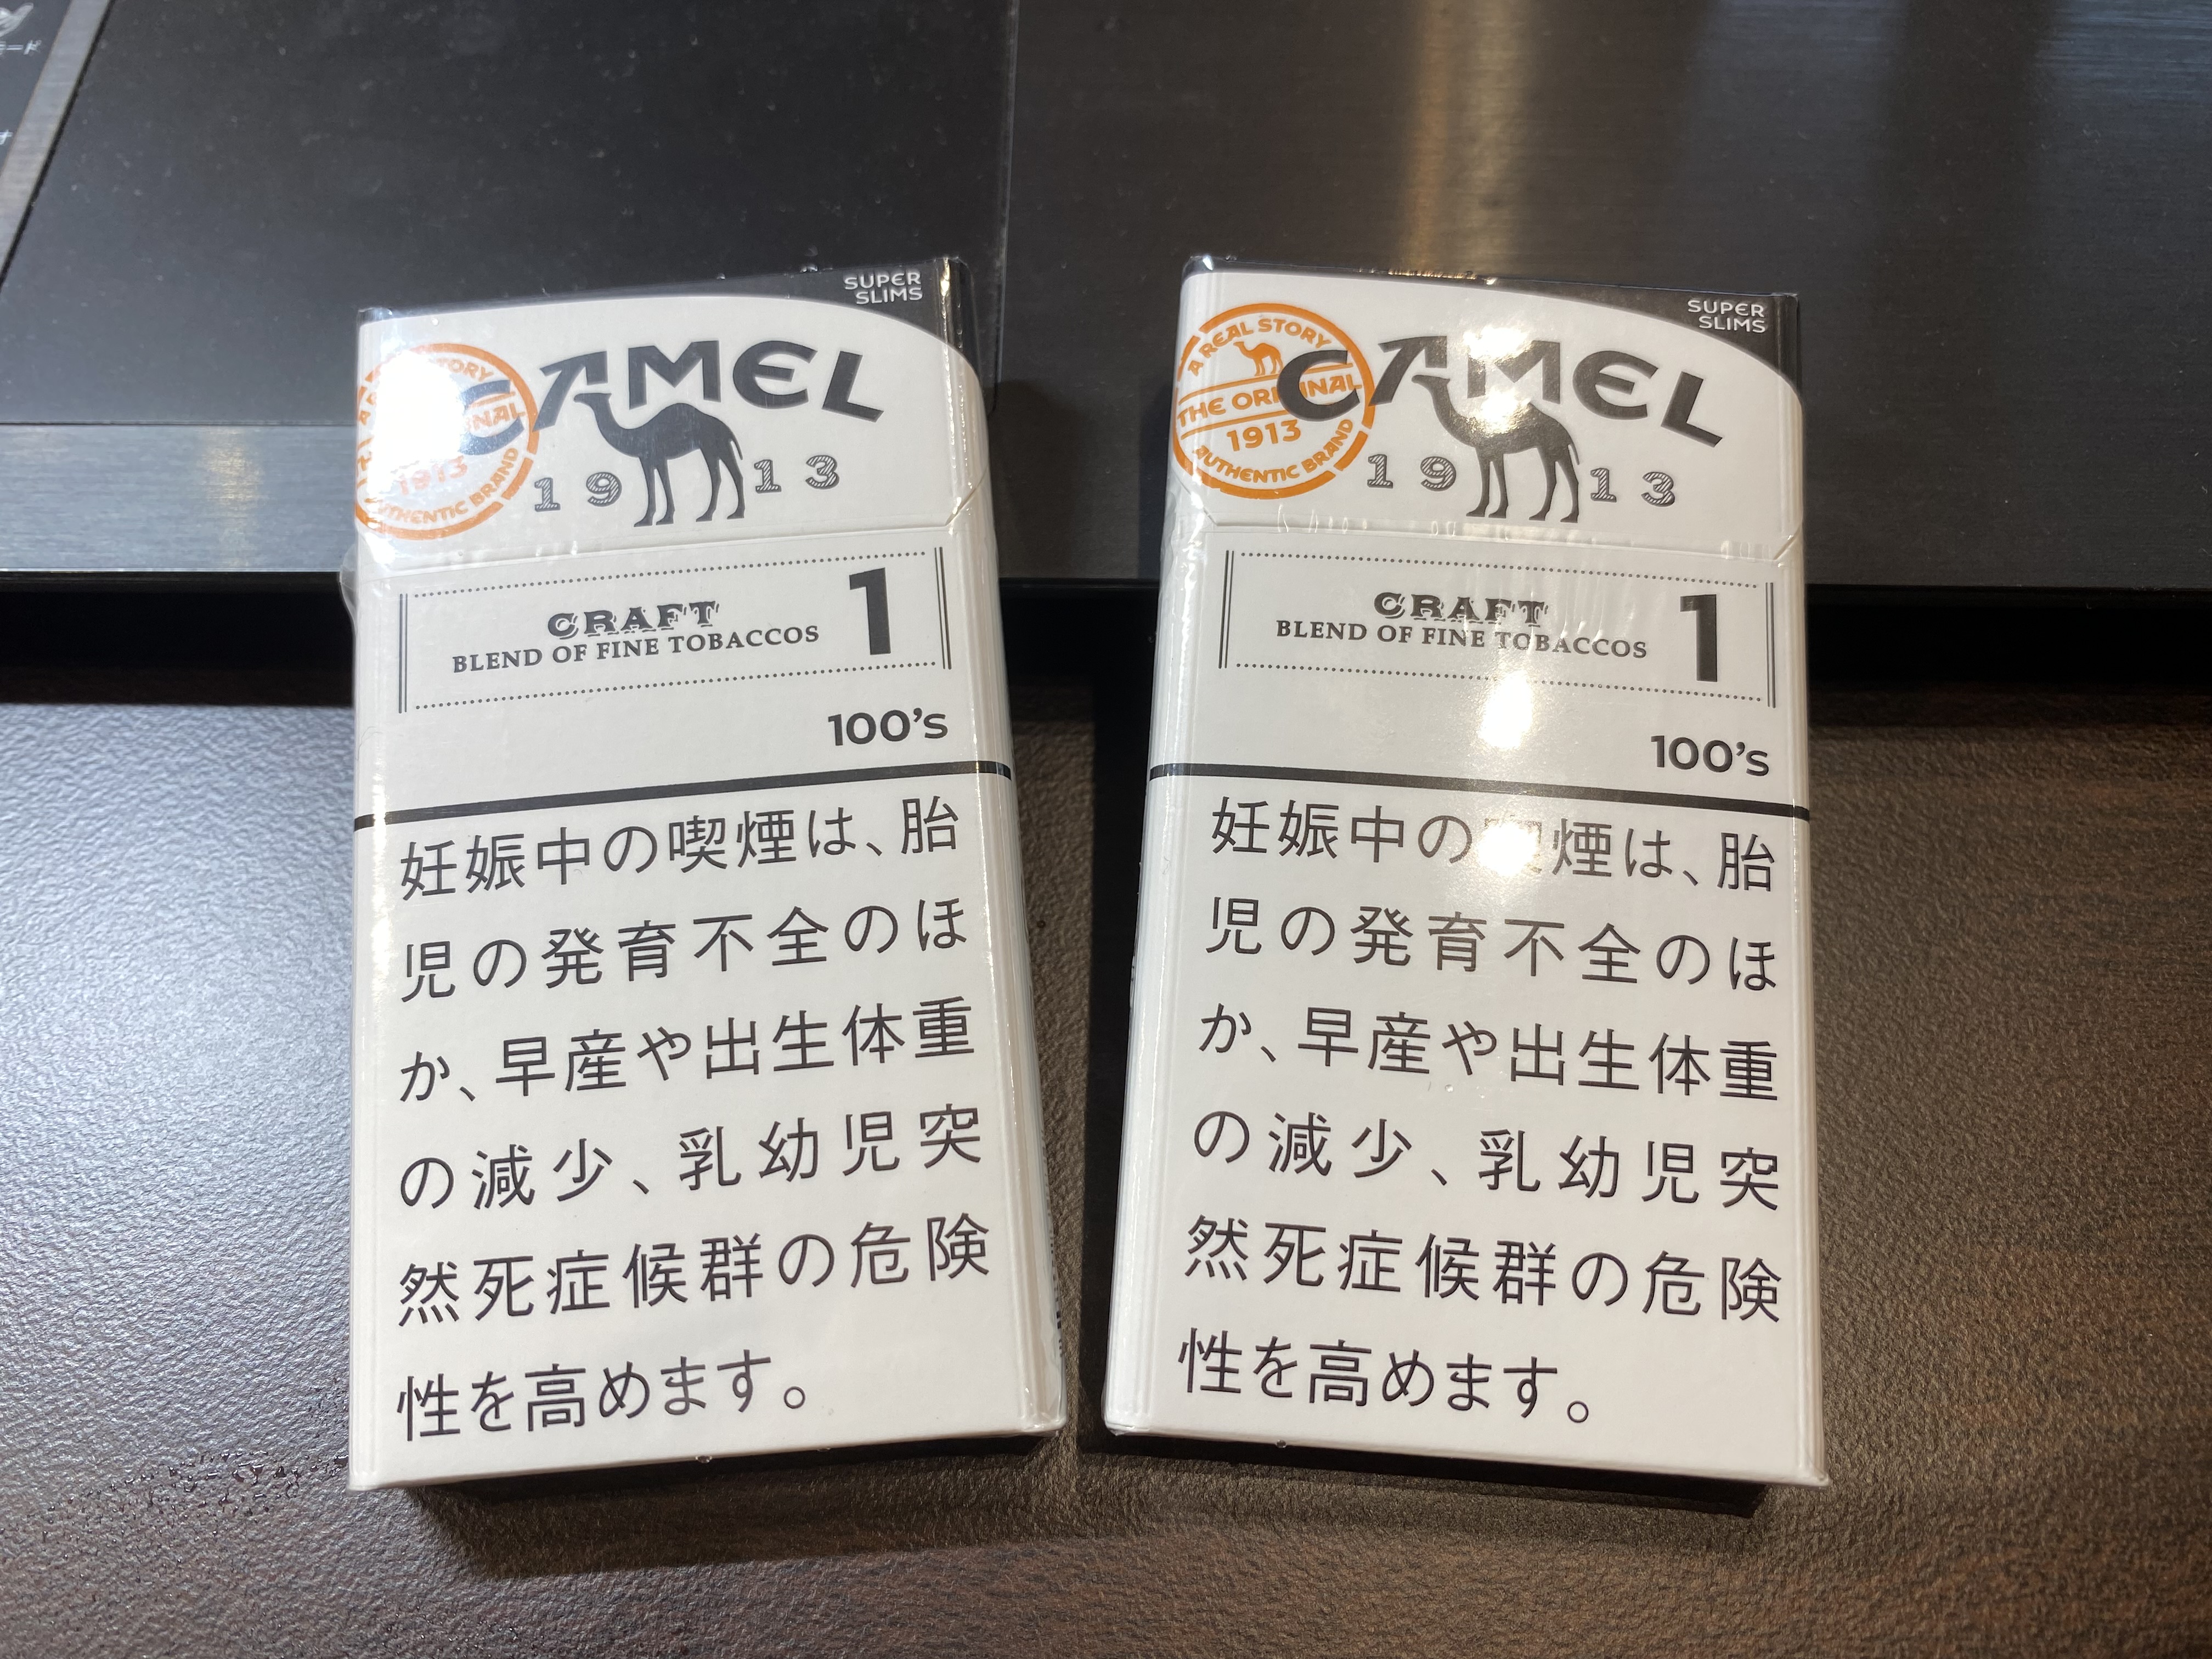 モード
SUPER
SLIMS
TORY
CAMEL
INAL
1913
AUTHENTIC BRAND
1913
CRAFT
BLEND OF FINE TOBACCOS
1
100's
妊娠中の喫煙は、胎
児の発育不全のほ
か、早産や出生体重
の減少、乳幼児突
然死症候群の危険
性を高めます。
SUPER
SLIMS
A REAL STORY
THE ORIGINAL
1913
AUTHENTIC BRAND
CAMEL
1913
CRAFT
BLEND OF FINE TOBACCOS
1
100's
妊娠中の喫煙は、胎
児の発育不全のほ
か、早産や出生体重
の減少、乳幼児突
然死症候群の危険
性を高めます。